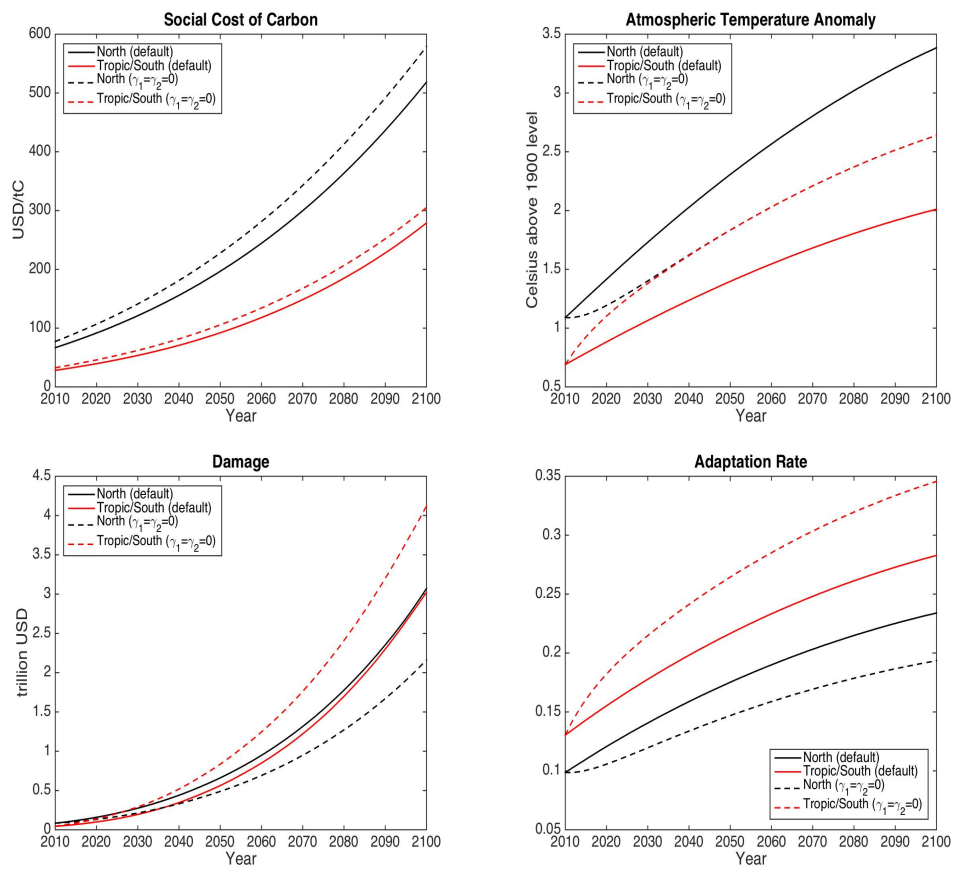 Social Cost of Carbon
600
500
400
300
200
100
0
USD/tC
North (default)
Tropic/South (default)
North (γ1=γ2=0)
Tropic/South (γ1=γ2=0)
2010 2020 2030 2040 2050 2060 2070 2080 2090 2100
Year
Atmospheric Temperature Anomaly
3.5
3
2.5
2
1.5
1
0.5
Celsius above 1900 level
North (default)
Tropic/South (default)
North (γ1=γ2=0)
Tropic/South (γ1=γ2=0)
2010 2020 2030 2040 2050 2060 2070 2080 2090 2100
Year
Damage
4.5
4
3.5
3
2.5
2
1.5
1
0.5
0
trillion USD
North (default)
Tropic/South (default)
North (γ1=γ2=0)
Tropic/South (γ1=γ2=0)
2010 2020 2030 2040 2050 2060 2070 2080 2090 2100
Year
Adaptation Rate
0.35
0.3
0.25
0.2
0.15
0.1
0.05
North (default)
Tropic/South (default)
North (γ1=γ2=0)
Tropic/South (γ1=γ2=0)
2010 2020 2030 2040 2050 2060 2070 2080 2090 2100
Year